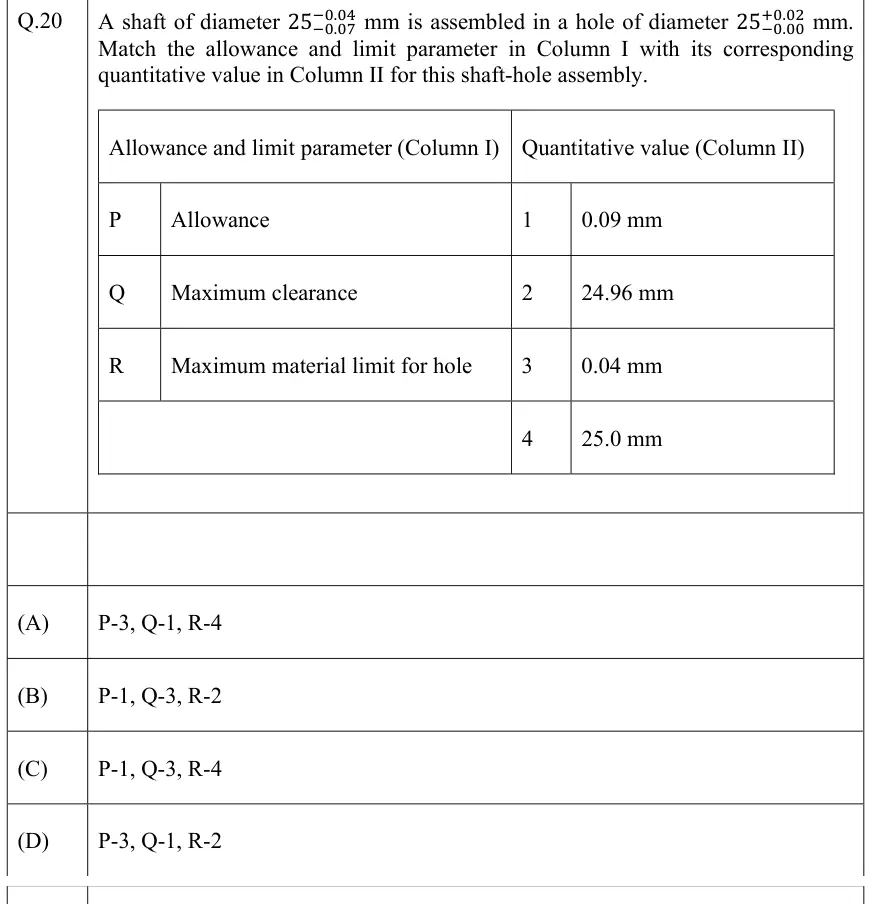 Q.20 A shaft of diameter 25$^{-0.04}_{-0.07}$ mm is assembled in a hole of diameter 25$^{+0.02}_{-0.00}$ mm.
Match the allowance and limit parameter in Column I with its corresponding
quantitative value in Column II for this shaft-hole assembly.
Allowance and limit parameter (Column I) Quantitative value (Column II)
P Allowance 1 0.09 mm
Q Maximum clearance 2 24.96 mm
R Maximum material limit for hole 3 0.04 mm
4 25.0 mm
(A) P-3, Q-1, R-4
(B) P-1, Q-3, R-2
(C) P-1, Q-3, R-4
(D) P-3, Q-1, R-2